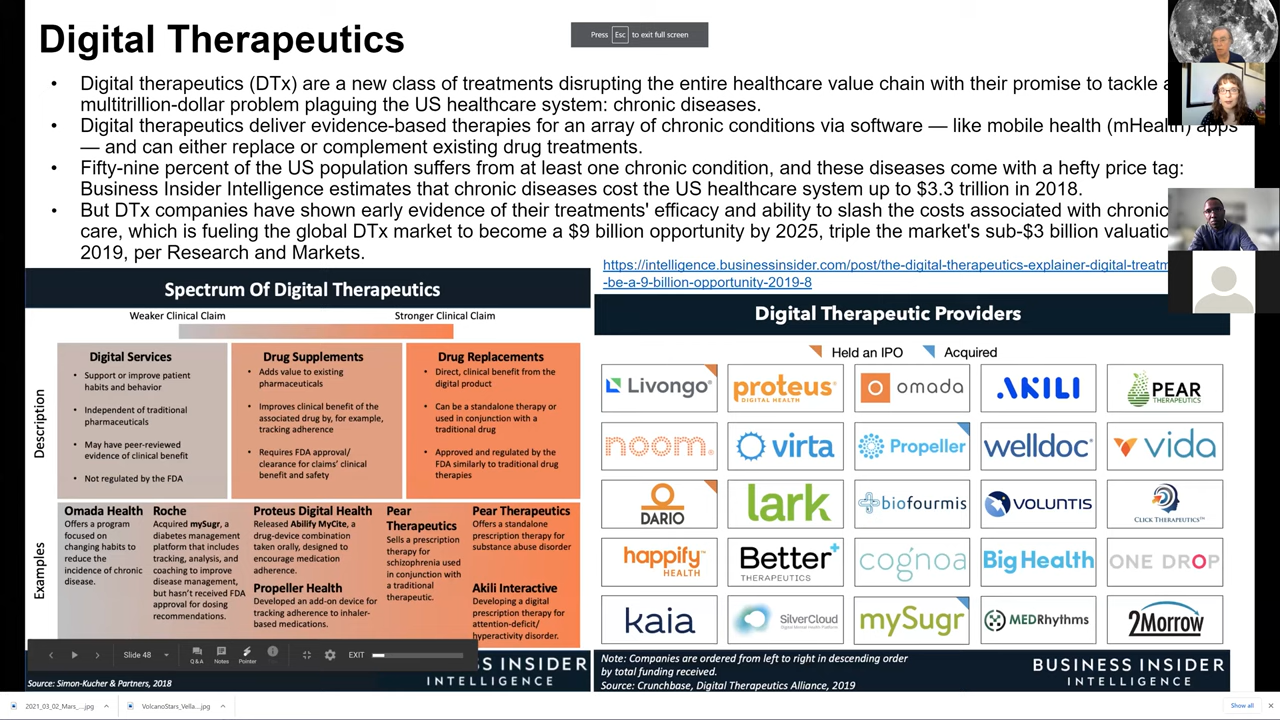 Digital Therapeutics
Press Esc to exit full screen
• Digital therapeutics (DTx) are a new class of treatments disrupting the entire healthcare value chain with their promise to tackle a
multitrillion-dollar problem plaguing the US healthcare system: chronic diseases.
• Digital therapeutics deliver evidence-based therapies for an array of chronic conditions via software — like mobile health (mHealth) apps
— and can either replace or complement existing drug treatments.
• Fifty-nine percent of the US population suffers from at least one chronic condition, and these diseases come with a hefty price tag:
Business Insider Intelligence estimates that chronic diseases cost the US healthcare system up to $3.3 trillion in 2018.
• But DTx companies have shown early evidence of their treatments' efficacy and ability to slash the costs associated with chronic
care, which is fueling the global DTx market to become a $9 billion opportunity by 2025, triple the market's sub-$3 billion valuatio
2019, per Research and Markets.
https://intelligence.businessinsider.com/post/the-digital-therapeutics-explainer-digital-treatm
-be-a-9-billion-opportunity-2019-8
Spectrum Of Digital Therapeutics
Weaker Clinical Claim
Stronger Clinical Claim
Description
Digital Services
• Support or improve patient
habits and behavior
• Independent of traditional
pharmaceuticals
• May have peer-reviewed
evidence of clinical benefit
• Not regulated by the FDA
Drug Supplements
• Adds value to existing
pharmaceuticals
• Improves clinical benefit of the
associated drug by, for example,
tracking adherence
• Requires FDA approval/
clearance for claims' clinical
benefit and safety
Drug Replacements
• Direct, clinical benefit from the
digital product
• Can be a standalone therapy or
used in conjunction with a
traditional drug
• Approved and regulated by the
FDA similarly to traditional drug
therapies
Examples
Omada Health
Offers a program
focused on
changing habits to
reduce the
incidence of chronic
disease.
Roche
Acquired mySugr, a
diabetes management
platform that includes
tracking, analysis, and
coaching to improve
disease management,
but hasn't received FDA
approval for dosing
recommendations.
Proteus Digital Health
Released Abilify MyCite, a
drug-device combination
taken orally, designed to
encourage medication
adherence.
Propeller Health
Developed an add-on device for
tracking adherence to inhaler-
based medications.
Pear
Therapeutics
Sells a prescription
therapy for
schizophrenia used
in conjunction with
a traditional
therapeutic.
Pear Therapeutics
Offers a standalone
prescription therapy for
substance abuse disorder
Akili Interactive
Developing a digital
prescription therapy for
attention-deficit/
hyperactivity disorder.
Slide 48
Q & A
Notes
Pointer
EXIT
SS INSIDER
INTELLIGENCE
Source: Simon-Kucher & Partners, 2018
Digital Therapeutic Providers
Held an IPO
Acquired
Livongo
proteus
DIGITAL HEALTH
omada
AKILI
PEAR
THERAPEUTICS
noom
virta
Propeller
welldoc
vida
DARIO
lark
biofourmis
VOLUNTIS
CLICK THERAPEUTICS
happify
HEALTH
Better
THERAPEUTICS
cognoa
Big Health
ONE DROP
kaia
SilverCloud
mySugr
MEDRhythms
2Morrow
Note: Companies are ordered from left to right in descending order
by total funding received.
Source: Crunchbase, Digital Therapeutics Alliance, 2019
BUSINESS INSIDER
INTELLIGENCE
2021_03_02_Mars_....jpg
VolcanoStars_Vella....jpg
Show all